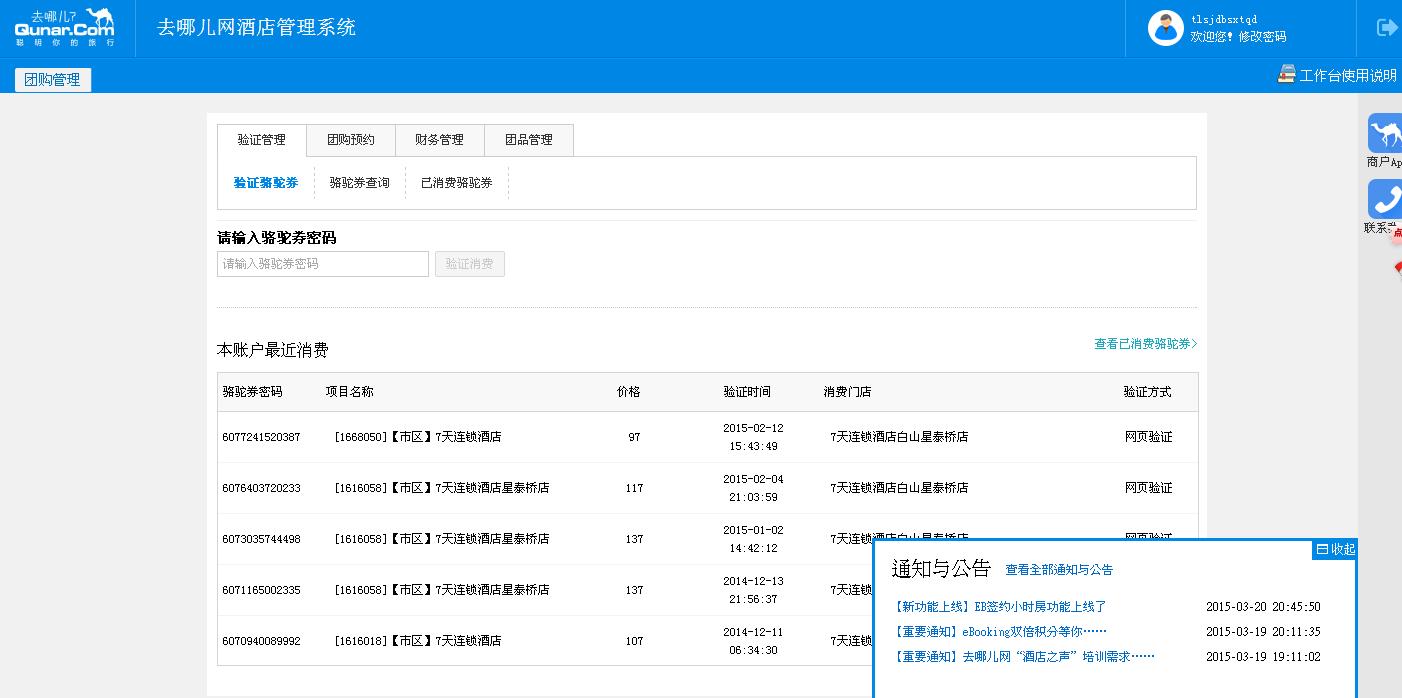 去哪儿?
Qunar.Com
聪明你的旅行
去哪儿网酒店管理系统
tlsjdbsxtqd
欢迎您！修改密码
团购管理
工作台使用说明
验证管理 团购预约 财务管理 团品管理
验证骆驼券 骆驼券查询 已消费骆驼券
请输入骆驼券密码
请输入骆驼券密码 验证消费
商户Ap
联系我
点
本账户最近消费 查看已消费骆驼券>
骆驼券密码 项目名称 价格 验证时间 消费门店 验证方式
6077241520387 [1668050]【市区】7天连锁酒店 97 2015-02-12 15:43:49 7天连锁酒店白山星泰桥店 网页验证
6076403720233 [1616058]【市区】7天连锁酒店星泰桥店 117 2015-02-04 21:03:59 7天连锁酒店白山星泰桥店 网页验证
6073035744498 [1616058]【市区】7天连锁酒店星泰桥店 137 2015-01-02 14:42:12 7天连锁酒店白山星泰桥店 网页验证
6071165002335 [1616058]【市区】7天连锁酒店星泰桥店 137 2014-12-13 21:56:37 7天连锁
6070940089992 [1616018]【市区】7天连锁酒店 107 2014-12-11 06:34:30 7天连锁
收起
通知与公告 查看全部通知与公告
【新功能上线】EB签约小时房功能上线了 2015-03-20 20:45:50
【重要通知】eBooking双倍积分等你…… 2015-03-19 20:11:35
【重要通知】去哪儿网“酒店之声”培训需求…… 2015-03-19 19:11:02